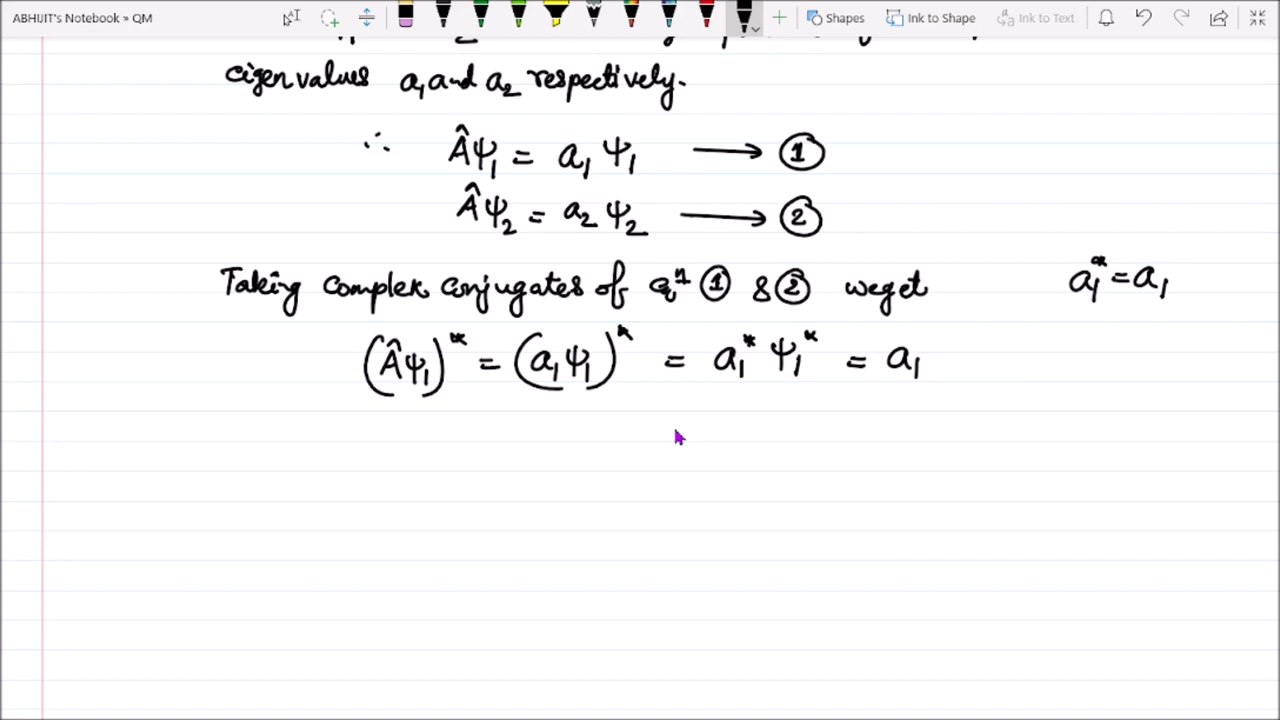 ABHIJIT's Notebook » QM
Shapes Ink to Shape Ink to Text
eigenvalues a₁ and a₂ respectively.
∴ Âψ₁ = a₁ψ₁ → ①
Âψ₂ = a₂ψ₂ → ②
Taking complex conjugates of eqⁿ ① & ② we get a₁* = a₁
(Âψ₁)* = (a₁ψ₁)* = a₁* ψ₁* = a₁